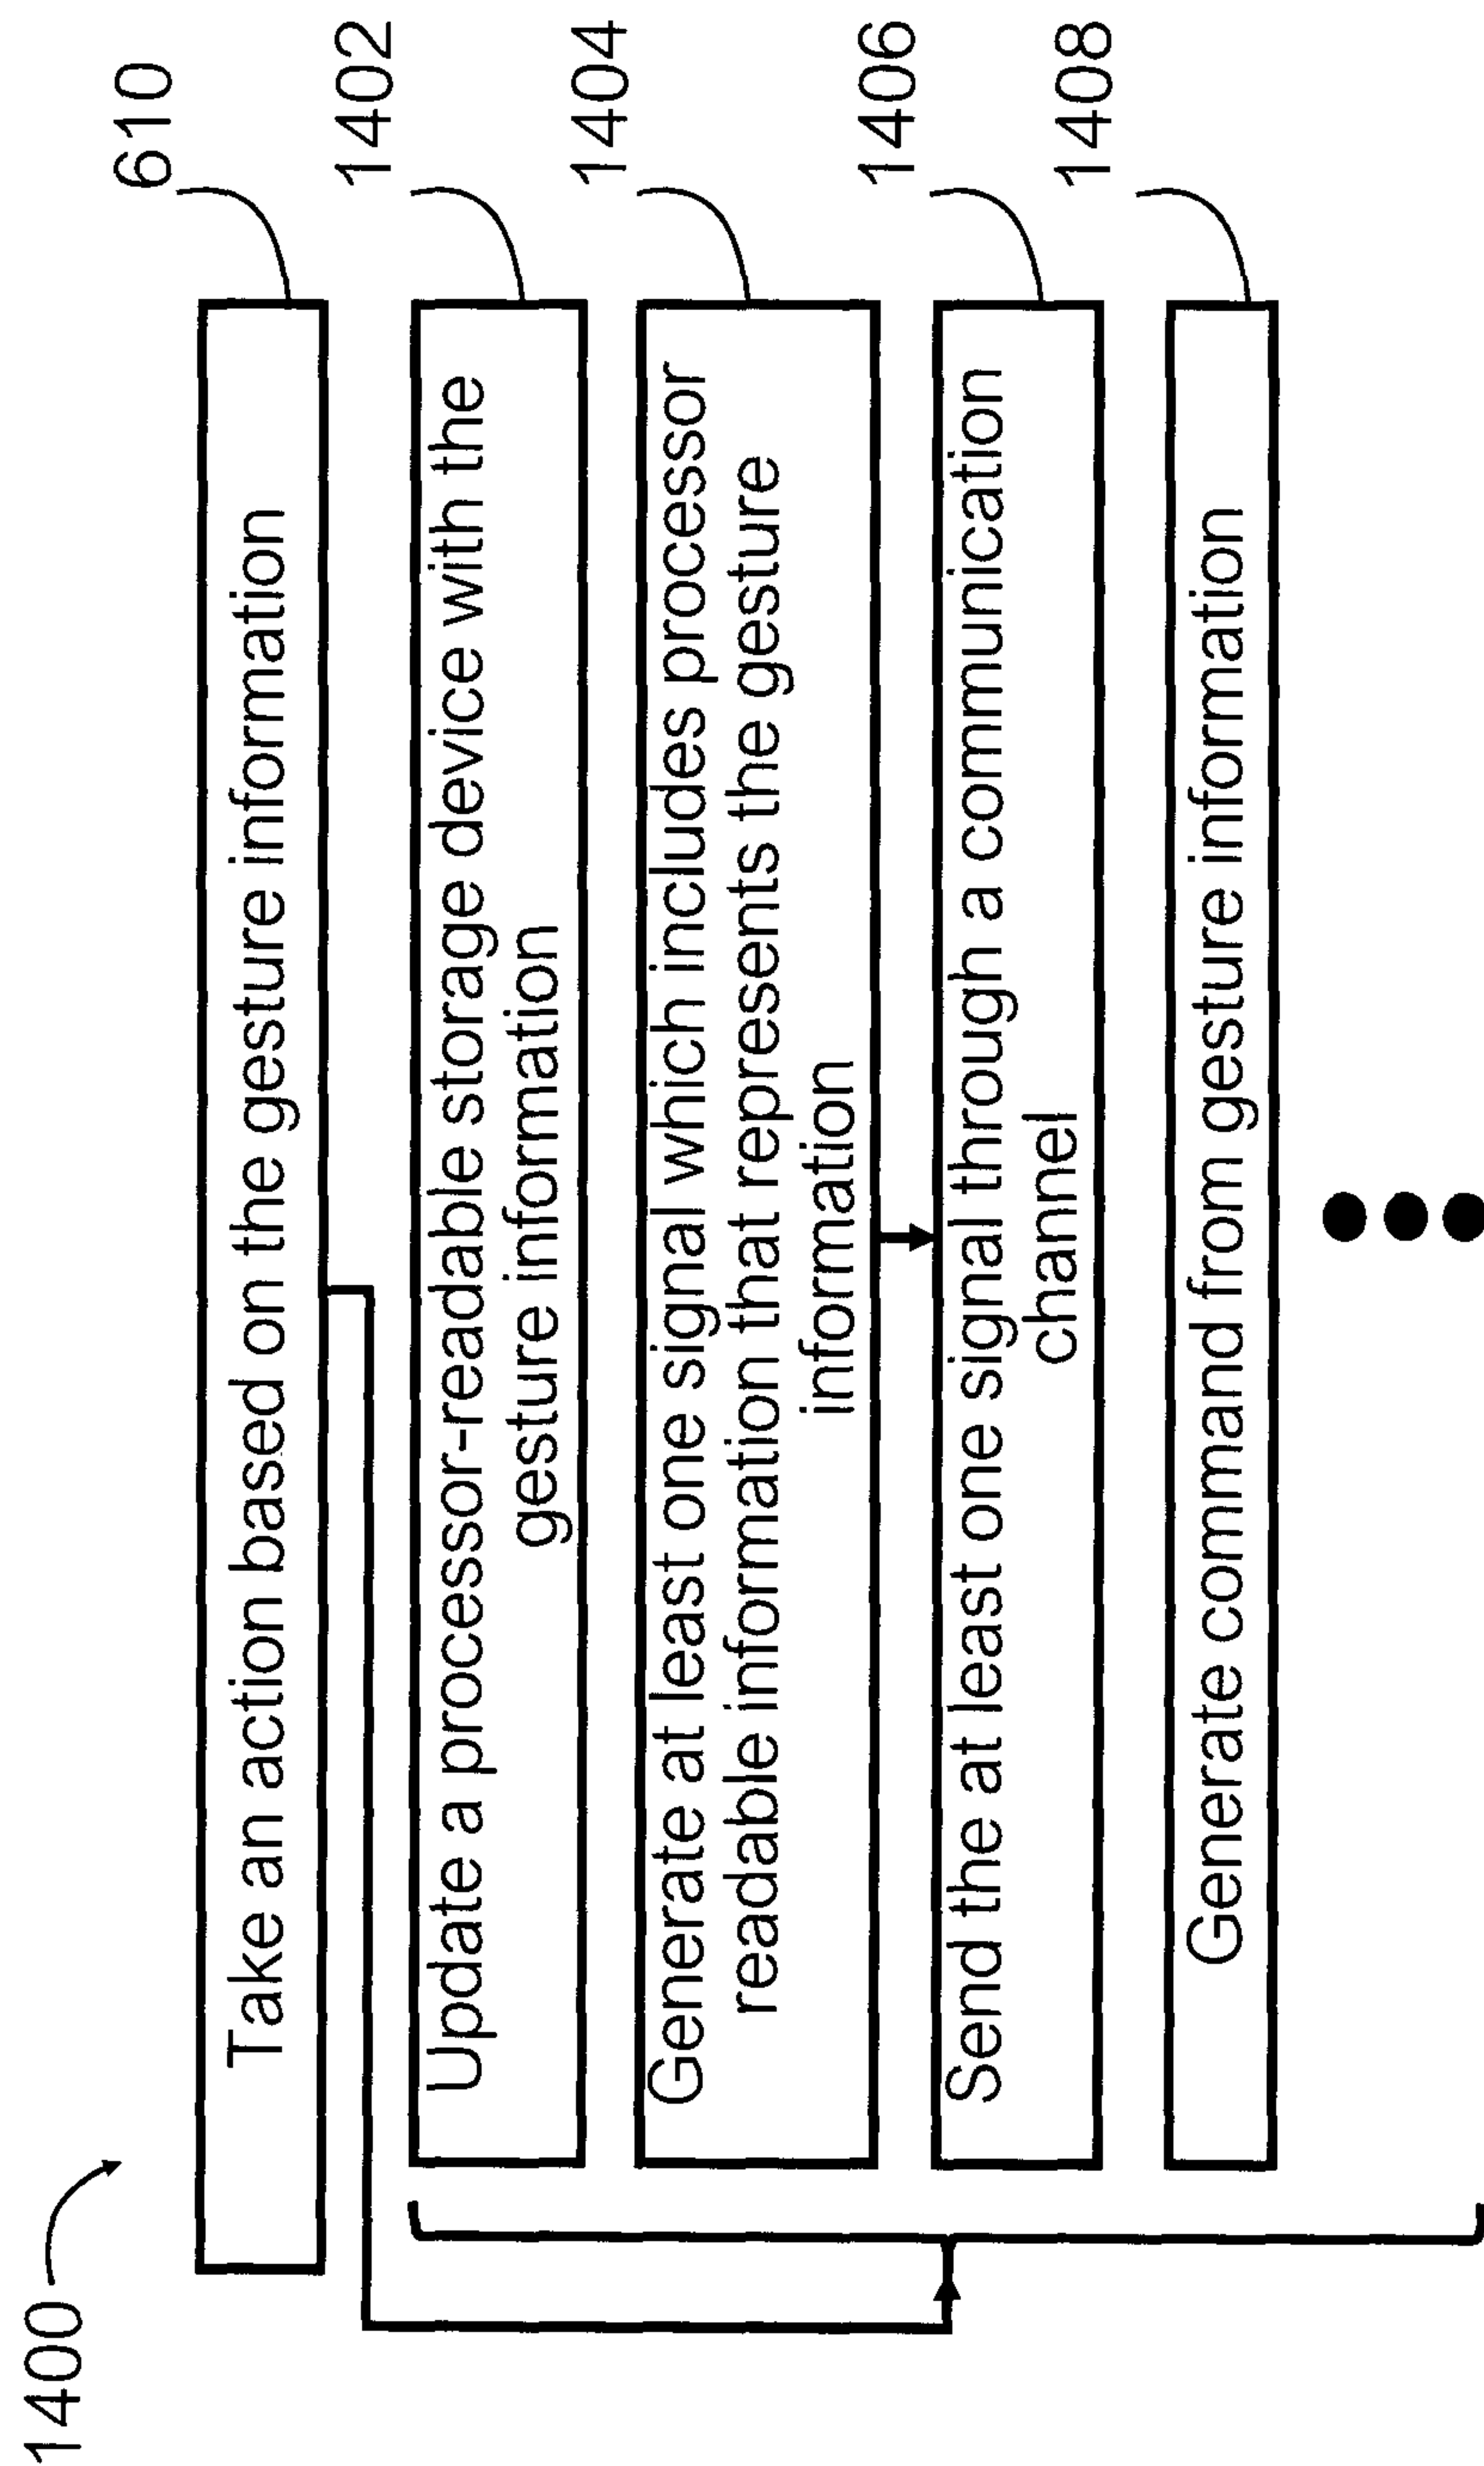 1400
610
Take an action based on the gesture information
1402
Update a processor-readable storage device with the
gesture information
1404
Generate at least one signal which includes processor
readable information that represents the gesture
information
1406
Send the at least one signal through a communication
channel
1408
Generate command from gesture information